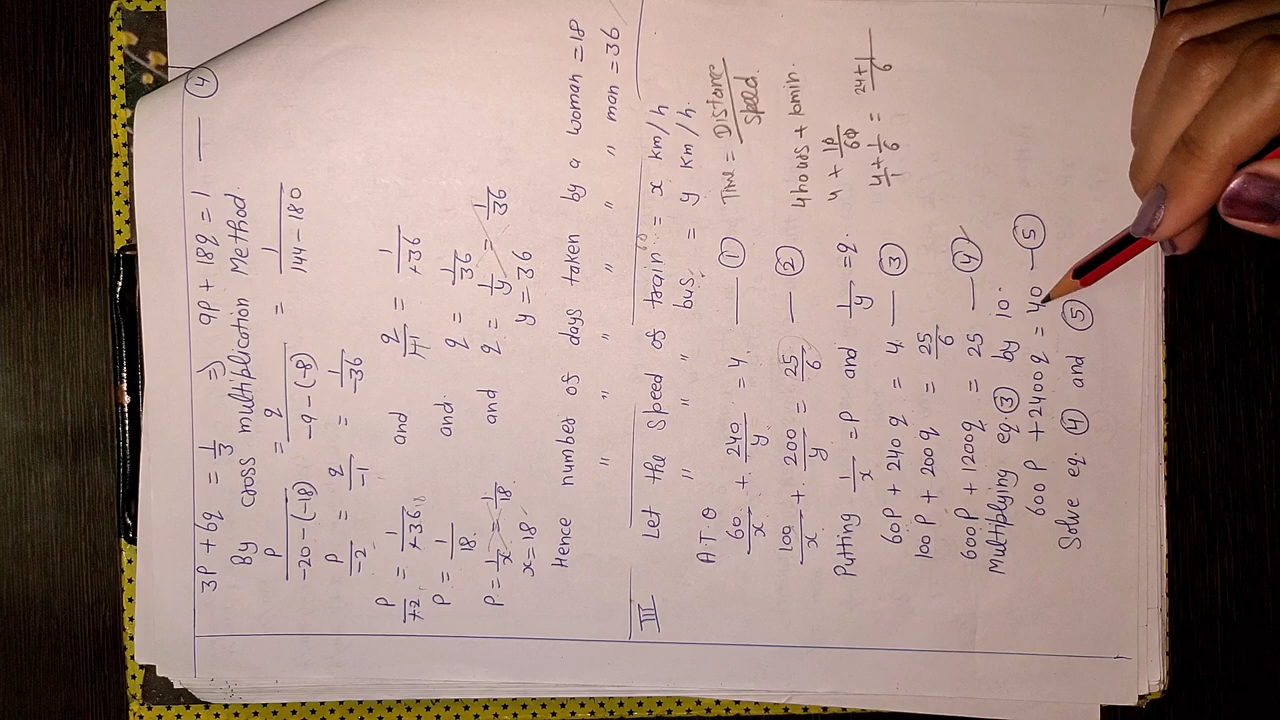 3P + 6q = 1/3 ⇒ 9P + 18q = 1 — ④
By cross multiplication Method.
P/(-20-(-18)) = q/(-9-(-8)) = 1/(144-180)
P/-2 = q/-1 = 1/-36
P/+2 = 1/+36 18 and q/+1 = 1/+36
P = 1/18 and q = 1/36
P = 1/x = 1/18 and q = 1/y = 1/36
x = 18 y = 36
Hence numbes of days taken by a woman = 18
" " " " " " man = 36
III Let the speed of train = x km/h
" " " bus = y km/h.
A.T.Q Time = Distance/Speed.
60/x + 240/y = 4. — ①
100/x + 200/y = 25/6 — ②
4 hours + 10 min.
4 + 10/60
4/1 + 1/6 = 24+1/6
Putting 1/x = P and 1/y = q.
60P + 240q = 4 — ③
100P + 200q = 25/6
600P + 1200q = 25 — ④
Multiplying eq ③ by 10.
600P + 2400q = 40 — ⑤
Solve eq. ④ and ⑤